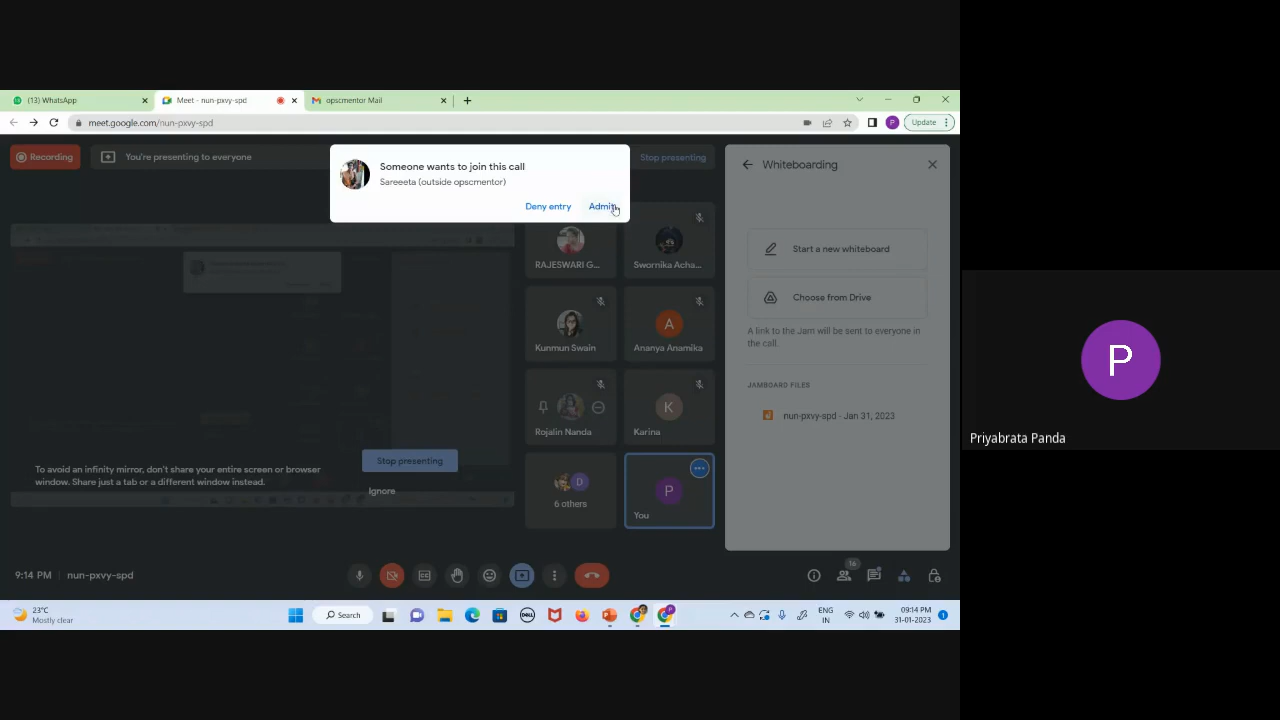 (13) WhatsApp
Meet - nun-pxvy-spd
opscmentor Mail
meet.google.com/nun-pxvy-spd
P
Update
Recording
You're presenting to everyone
Stop presenting
Someone wants to join this call
Sareeeta (outside opscmentor)
Deny entry
Admit
Whiteboarding
Start a new whiteboard
Choose from Drive
A link to the Jam will be sent to everyone in
the call.
JAMBOARD FILES
nun-pxvy-spd - Jan 31, 2023
RAJESWARI G...
Swornika Acha...
Kunmun Swain
A
Ananya Anamika
Rojalin Nanda
K
Karina
D
6 others
P
You
To avoid an infinity mirror, don't share your entire screen or browser
window. Share just a tab or a different window instead.
Stop presenting
Ignore
9:14 PM
nun-pxvy-spd
16
23°C
Mostly clear
Search
DELL
ENG
IN
09:14 PM
31-01-2023
1
P
Priyabrata Panda